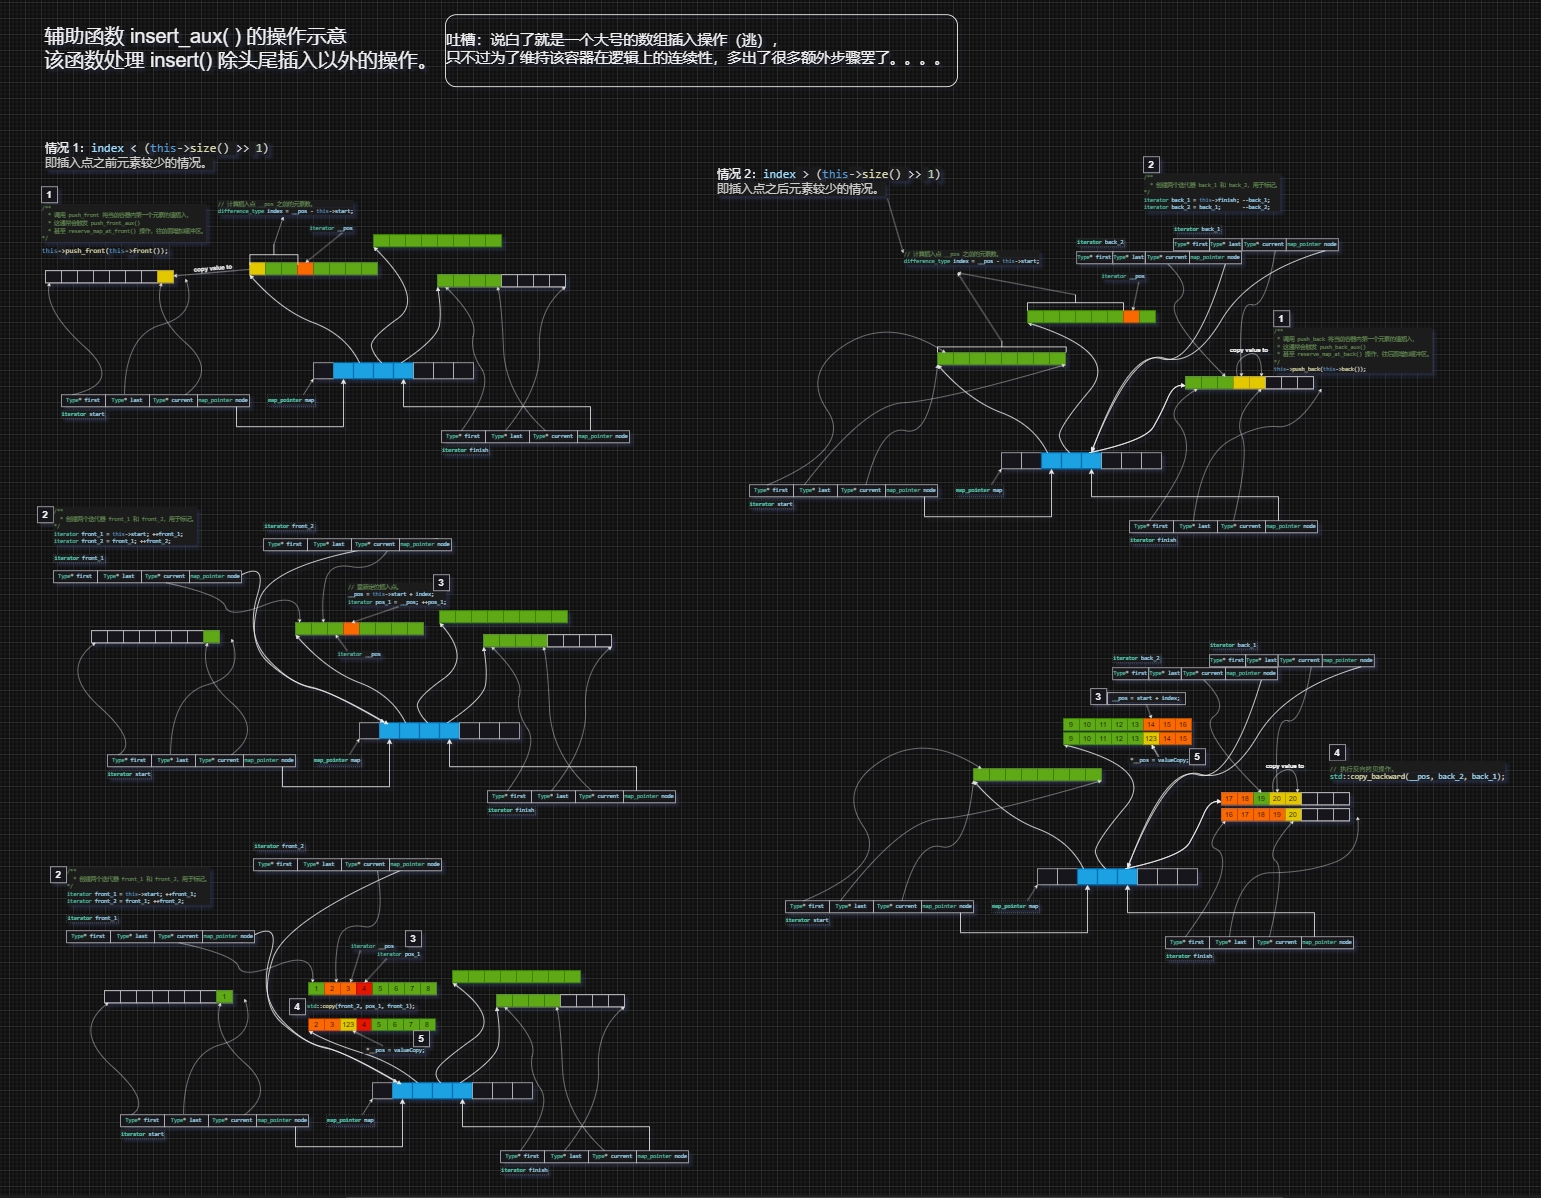 辅助函数 insert_aux( ) 的操作示意
该函数处理 insert() 除头尾插入以外的操作。
吐槽：说白了就是一个大号的数组插入操作（逃），
只不过为了维持该容器在逻辑上的连续性，多出了很多额外步骤罢了。。。。
情况 1：index < (this->size() >> 1)
即插入点之前元素较少的情况。
1
/**
* 调用 push_front 将当前容器内第一个元素的值插入，
* 这通常会触发 push_front_aux()
* 甚至 reserve_map_at_front() 操作，往前面增加缓冲区。
*/
this->push_front(this->front());
// 计算插入点 __pos 之前的元素数。
difference_type index = __pos - this->start;
iterator __pos
copy value to
Type* first Type* last Type* current map_pointer node
iterator start
map_pointer map
Type* first Type* last Type* current map_pointer node
iterator finish
2
/**
* 创建两个迭代器 front_1 和 front_2，用于标记。
*/
iterator front_1 = this->start; ++front_1;
iterator front_2 = front_1; ++front_2;
iterator front_1
Type* first Type* last Type* current map_pointer node
iterator front_2
Type* first Type* last Type* current map_pointer node
3
// 重新定位插入点。
__pos = this->start + index;
iterator pos_1 = __pos; ++pos_1;
iterator __pos
map_pointer map
Type* first Type* last Type* current map_pointer node
iterator start
Type* first Type* last Type* current map_pointer node
iterator finish
iterator front_2
Type* first Type* last Type* current map_pointer node
2
/**
* 创建两个迭代器 front_1 和 front_2，用于标记。
*/
iterator front_1 = this->start; ++front_1;
iterator front_2 = front_1; ++front_2;
iterator front_1
Type* first Type* last Type* current map_pointer node
3
iterator __pos
iterator pos_1
1
1 2 3 4 5 6 7 8
4
std::copy(front_2, pos_1, front_1);
2 3 123 4 5 6 7 8
5
*__pos = valueCopy;
map_pointer map
Type* first Type* last Type* current map_pointer node
iterator start
Type* first Type* last Type* current map_pointer node
iterator finish
情况 2：index > (this->size() >> 1)
即插入点之后元素较少的情况。
2
/**
* 创建两个迭代器 back_1 和 back_2，用于标记。
*/
iterator back_1 = this->finish; --back_1;
iterator back_2 = back_1; --back_2;
iterator back_1
Type* first Type* last Type* current map_pointer node
iterator back_2
Type* first Type* last Type* current map_pointer node
// 计算插入点 __pos 之前的元素数。
difference_type index = __pos - this->start;
iterator __pos
1
/**
* 调用 push_back 将当前容器内第一个元素的值插入，
* 这通常会触发 push_back_aux()
* 甚至 reserve_map_at_back() 操作，往后面增加缓冲区。
*/
this->push_back(this->back());
copy value to
map_pointer map
Type* first Type* last Type* current map_pointer node
iterator start
Type* first Type* last Type* current map_pointer node
iterator finish
iterator back_1
Type* first Type* last Type* current map_pointer node
iterator back_2
Type* first Type* last Type* current map_pointer node
3
__pos = start + index;
9 10 11 12 13 14 15 16
9 10 11 12 13 123 14 15
*__pos = valueCopy;
5
4
// 执行反向拷贝操作。
std::copy_backward(__pos, back_2, back_1);
copy value to
17 18 19 20 20
16 17 18 19 20
map_pointer map
Type* first Type* last Type* current map_pointer node
iterator start
Type* first Type* last Type* current map_pointer node
iterator finish